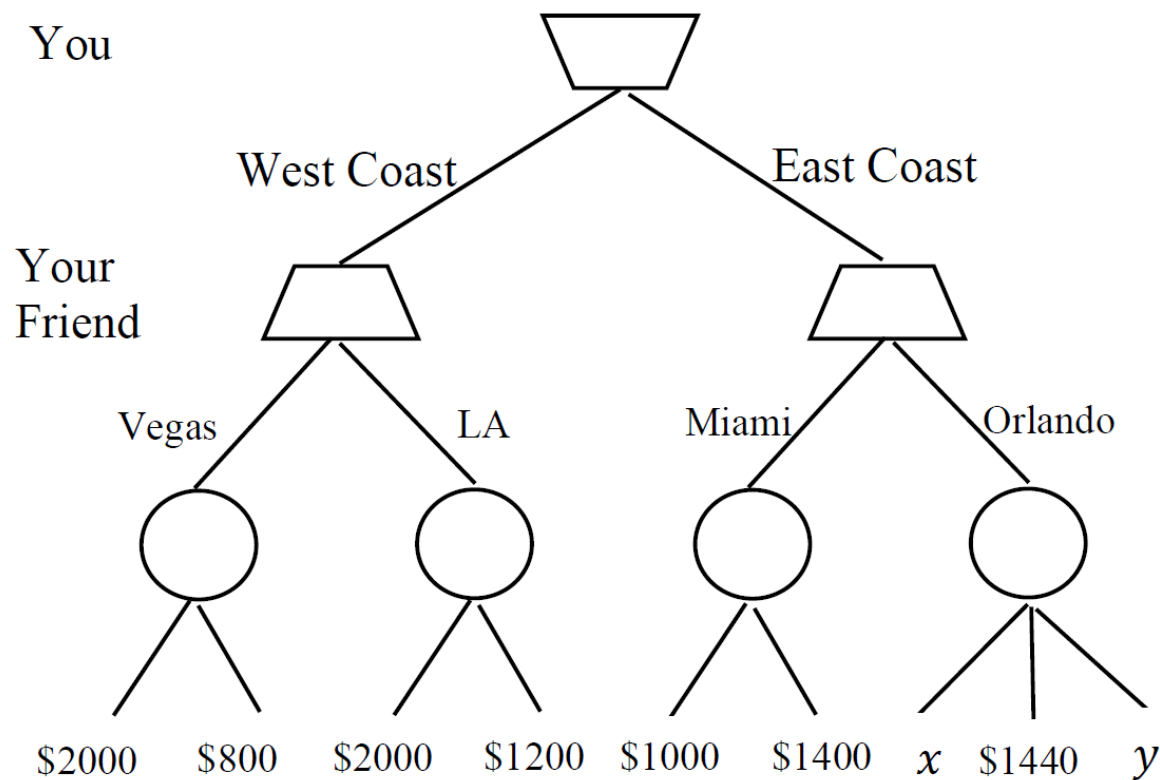 You
West Coast
East Coast
Your
Friend
Vegas
LA
Miami
Orlando
$2000
$800
$2000
$1200
$1000
$1400
x
$1440
y